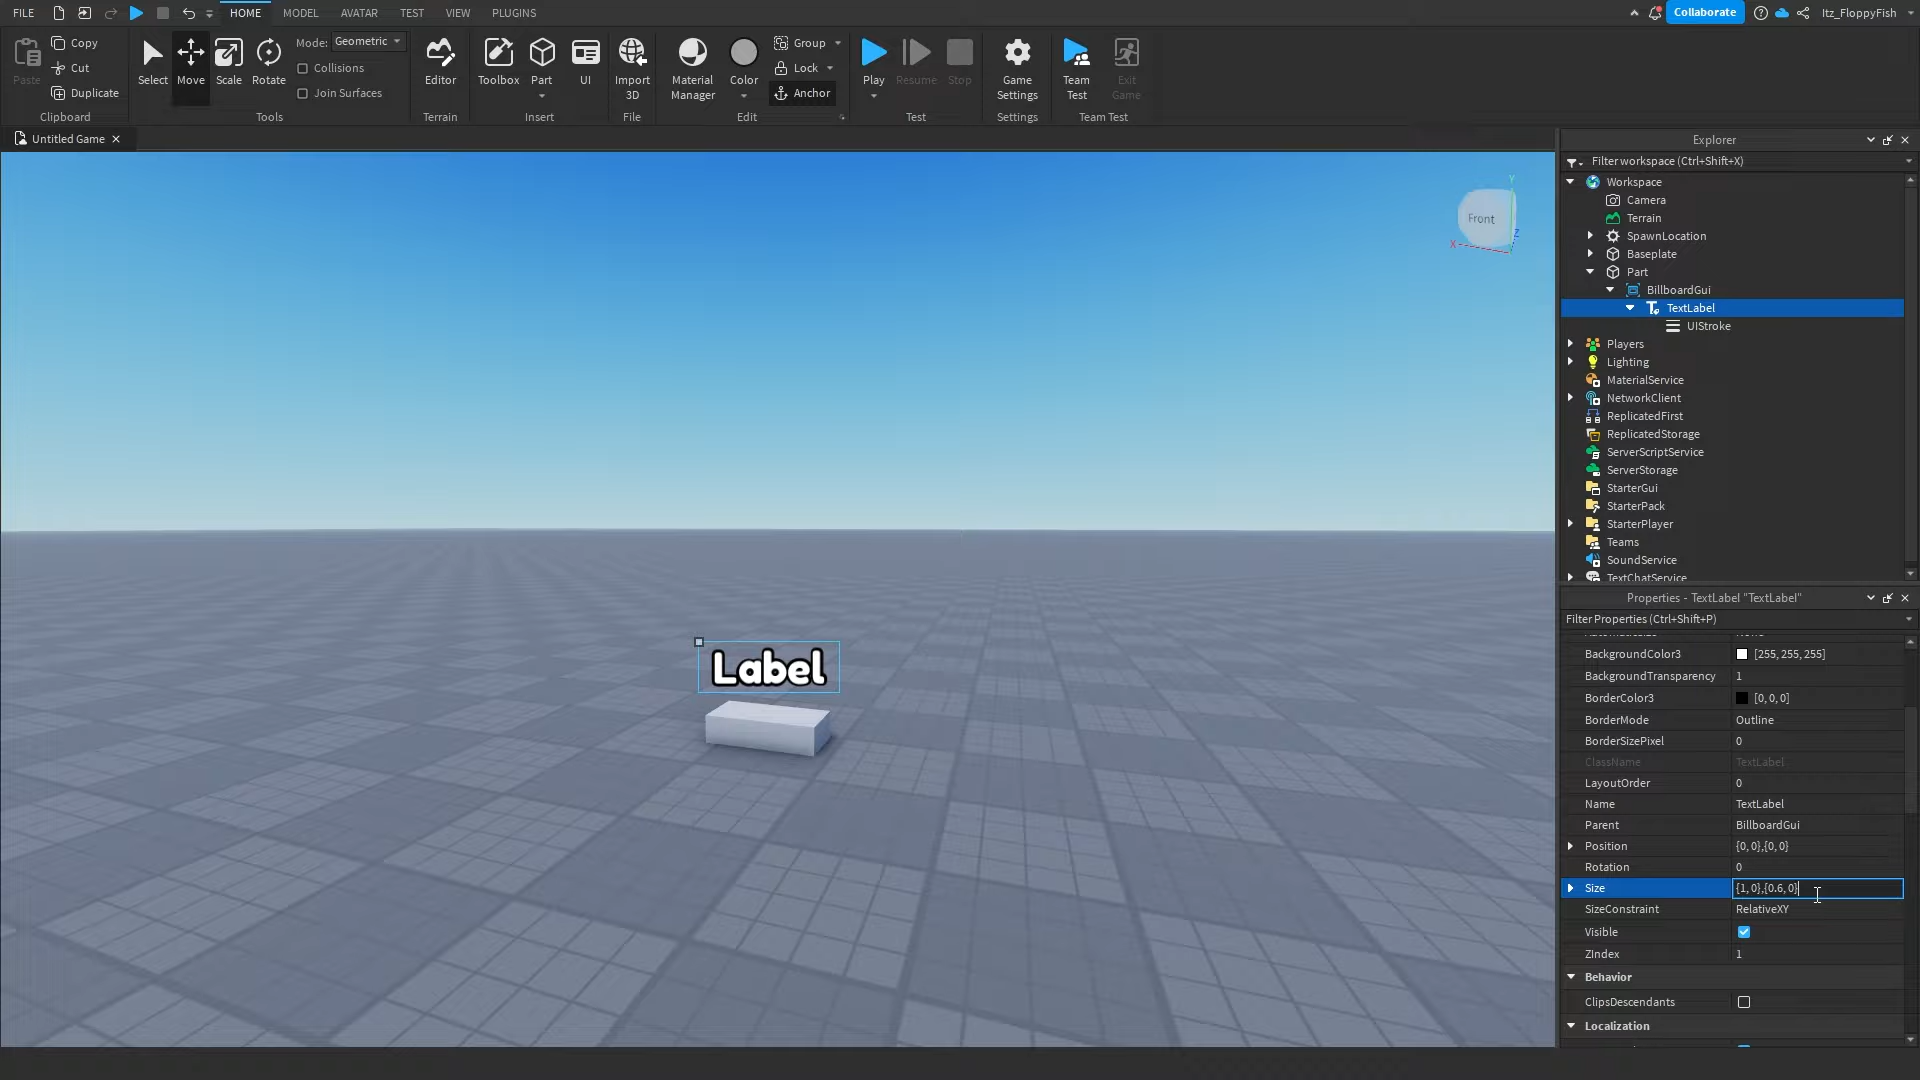 FILE HOME MODEL AVATAR TEST VIEW PLUGINS Collaborate Itz_FloppyFish
Paste Copy Cut Duplicate Clipboard
Select Move Scale Rotate Mode: Geometric Collisions Join Surfaces Tools
Editor Terrain
Toolbox Part UI Insert
Import 3D File
Material Manager Color Group Lock Anchor Edit
Play Resume Stop Test
Game Settings Settings
Team Test Exit Game Team Test
Untitled Game
Front
X
Y
Z
Label
Explorer
Filter workspace (Ctrl+Shift+X)
Workspace
Camera
Terrain
SpawnLocation
Baseplate
Part
BillboardGui
TextLabel
UIStroke
Players
Lighting
MaterialService
NetworkClient
ReplicatedFirst
ReplicatedStorage
ServerScriptService
ServerStorage
StarterGui
StarterPack
StarterPlayer
Teams
SoundService
TextChatService
Properties - TextLabel "TextLabel"
Filter Properties (Ctrl+Shift+P)
BackgroundColor3 [255, 255, 255]
BackgroundTransparency 1
BorderColor3 [0, 0, 0]
BorderMode Outline
BorderSizePixel 0
ClassName TextLabel
LayoutOrder 0
Name TextLabel
Parent BillboardGui
Position {0, 0},{0, 0}
Rotation 0
Size {1, 0},{0.6, 0}
SizeConstraint RelativeXY
Visible
ZIndex 1
Behavior
ClipsDescendants
Localization